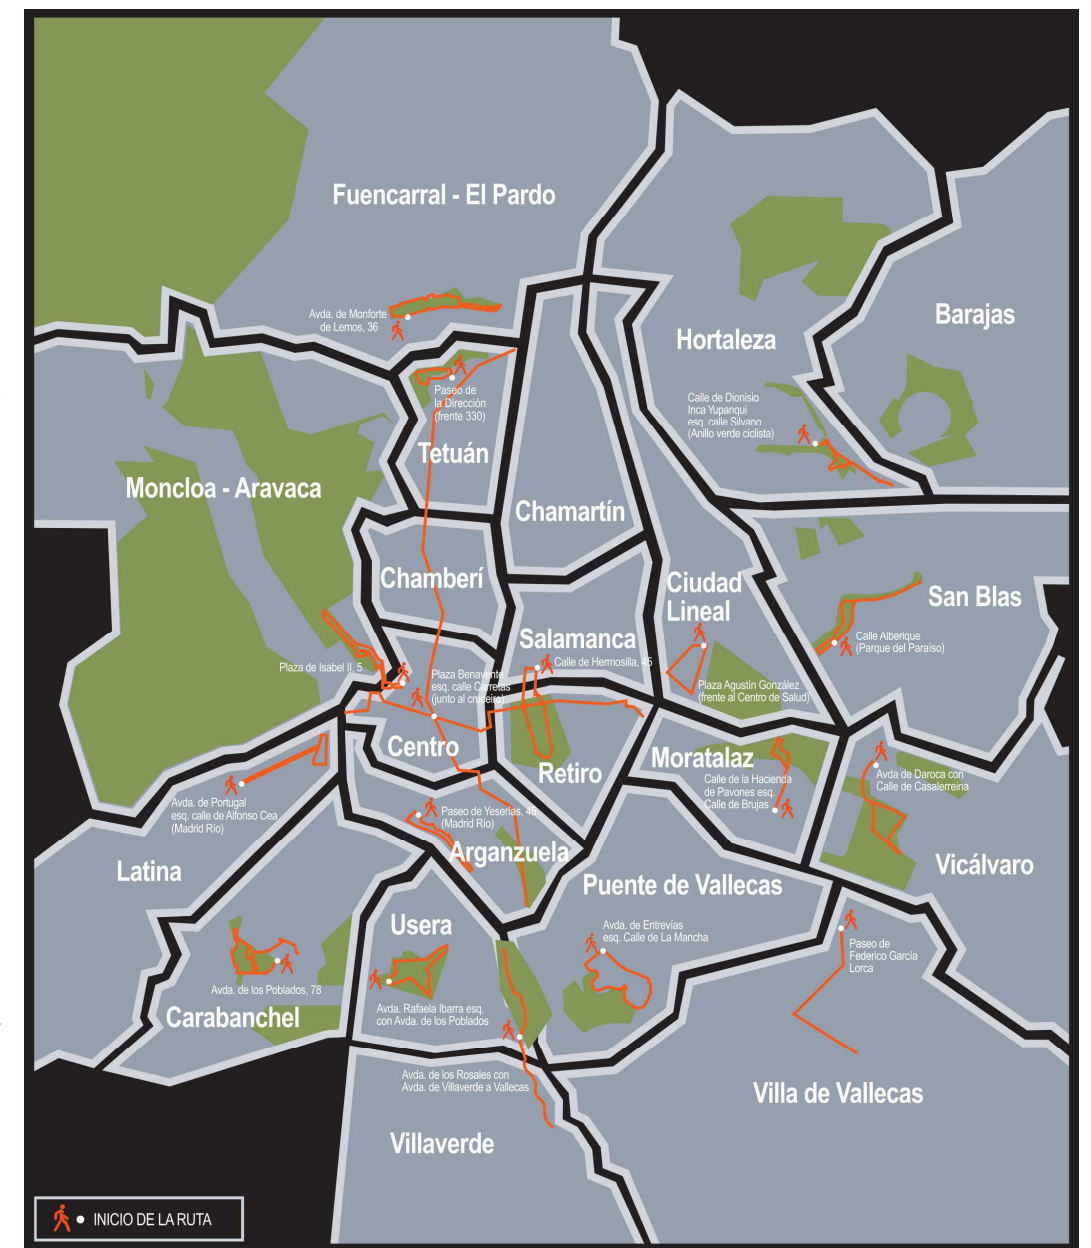 Fuencarral - El Pardo
Avda. de Monforte
de Lemos, 36
Barajas
Hortaleza
Calle de Dionisio
Inca Yupanqui
esq. calle Silvano
(Anillo verde ciclista)
Paseo de
la Dirección
(frente 330)
Tetuán
Moncloa - Aravaca
Chamartín
Chamberí
Ciudad
Lineal
San Blas
Calle Alberique
(Parque del Paraíso)
Salamanca
Calle de Hermosilla, 45
Plaza de Isabel II, 5
Plaza Benavente
esq. calle Carretas
(junto al cruceiro)
Plaza Agustín González
(frente al Centro de Salud)
Centro
Retiro
Moratalaz
Calle de la Hacienda
de Pavones esq.
Calle de Brujas
Avda de Daroca con
Calle de Casalerreina
Avda. de Portugal
esq. calle de Alfonso Cea
(Madrid Río)
Paseo de Yeserías, 45
(Madrid Río)
Arganzuela
Latina
Vicálvaro
Puente de Vallecas
Usera
Avda. de Entrevías
esq. Calle de La Mancha
Paseo de
Federico García
Lorca
Avda. de los Poblados, 78
Carabanchel
Avda. Rafaela Ibarra esq.
con Avda. de los Poblados
Avda. de los Rosales con
Avda. de Villaverde a Vallecas
Villa de Vallecas
Villaverde
INICIO DE LA RUTA